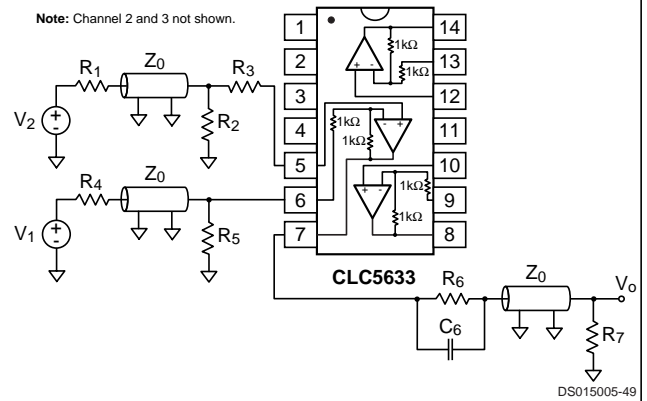 Note: Channel 2 and 3 not shown.
1
2
3
4
5
6
7
14
13
12
11
10
9
8
1kΩ
1kΩ
1kΩ
1kΩ
1kΩ
1kΩ
+ -
- +
+ -
V2
+
-
R1
Z0
R3
R2
V1
+
-
R4
Z0
R5
CLC5633
R6
C6
Z0
Vo
R7
DS015005-49